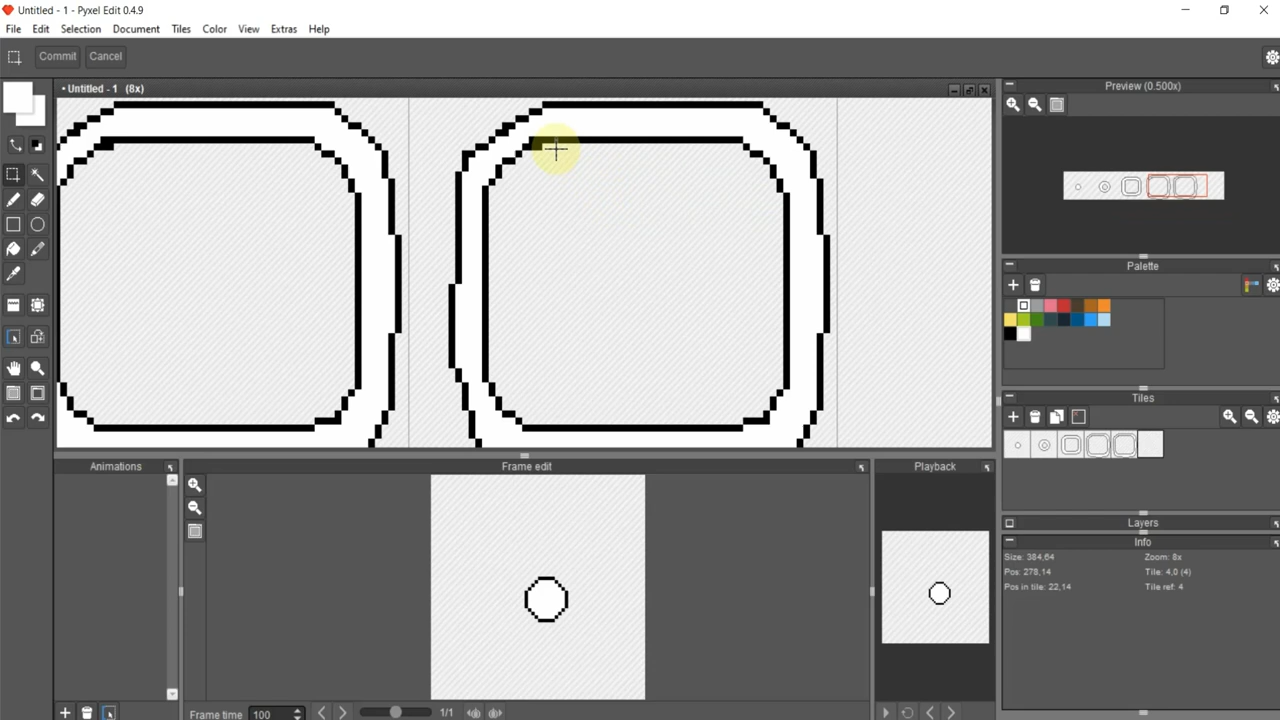 Untitled - 1 - Pyxel Edit 0.4.9
File Edit Selection Document Tiles Color View Extras Help
Commit Cancel
• Untitled - 1 (8x)
Preview (0.500x)
Palette
Tiles
Layers
Info
Size: 384,64 Zoom: 8x
Pos: 278,14 Tile: 4,0 (4)
Pos in tile: 22,14 Tile ref: 4
Animations
Frame edit
Playback
Frame time 100 1/1